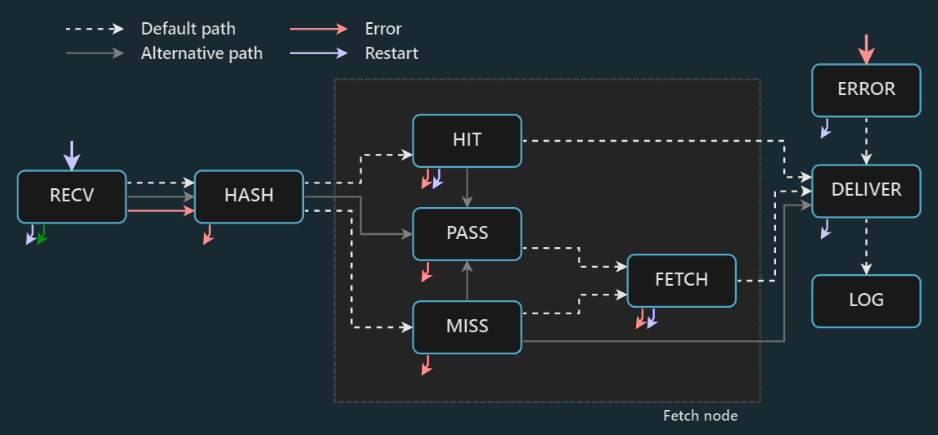 Default path
Error
Alternative path
Restart
ERROR
HIT
RECV
HASH
DELIVER
PASS
FETCH
LOG
MISS
Fetch node